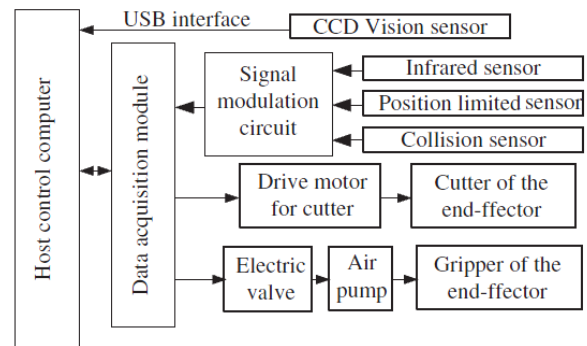 USB interface
CCD Vision sensor
Host control computer
Data acquisition module
Signal
modulation
circuit
Infrared sensor
Position limited sensor
Collision sensor
Drive motor
for cutter
Cutter of the
end-ffector
Electric
valve
Air
pump
Gripper of the
end-ffector